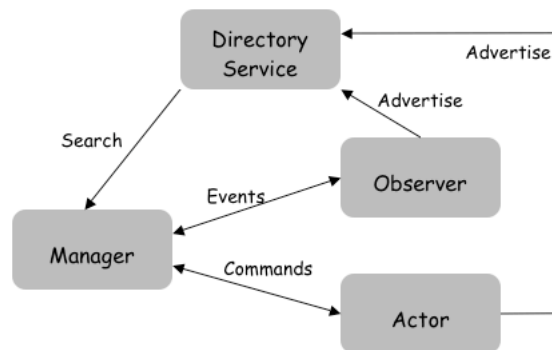 Directory
Service
Advertise
Advertise
Search
Events
Observer
Manager
Commands
Actor